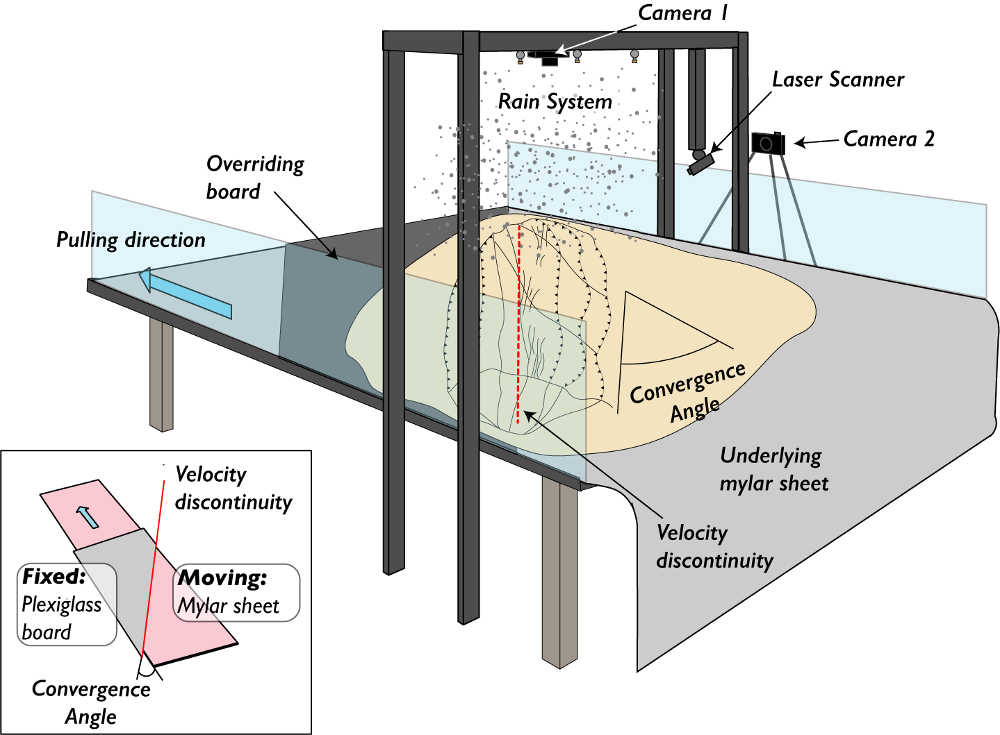 Camera 1
Laser Scanner
Rain System
Camera 2
Overriding
board
Pulling direction
Convergence
Angle
Underlying
mylar sheet
Velocity
discontinuity
Velocity
discontinuity
Fixed:
Plexiglass
board
Moving:
Mylar sheet
Convergence
Angle